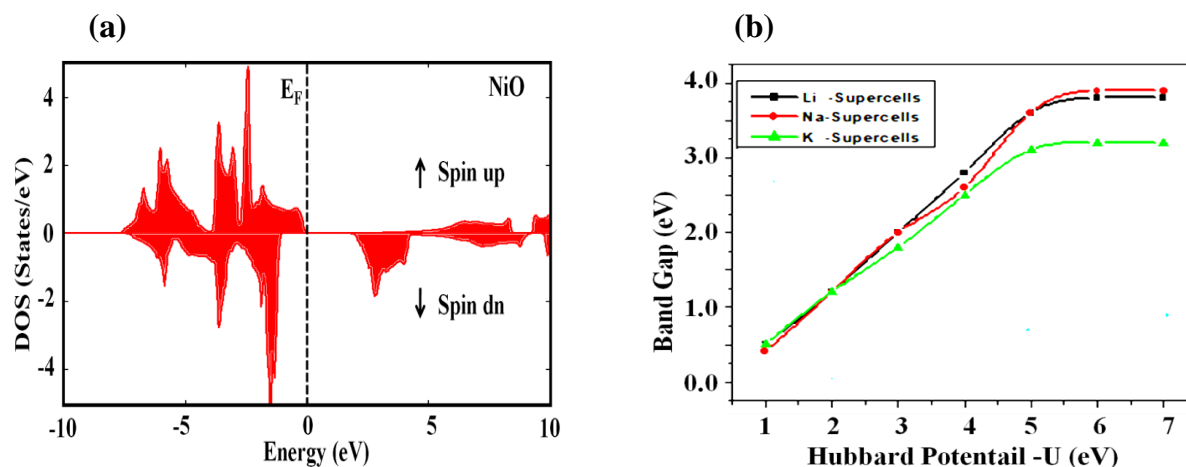 (a)
DOS (States/eV)
4
2
0
-2
-4
E_F
NiO
↑ Spin up
↓ Spin dn
-10 -5 0 5 10
Energy (eV)
(b)
Band Gap (eV)
4.0
3.0
2.0
1.0
0.0
Li -Supercells
Na-Supercells
K -Supercells
1 2 3 4 5 6 7
Hubbard Potentail -U (eV)